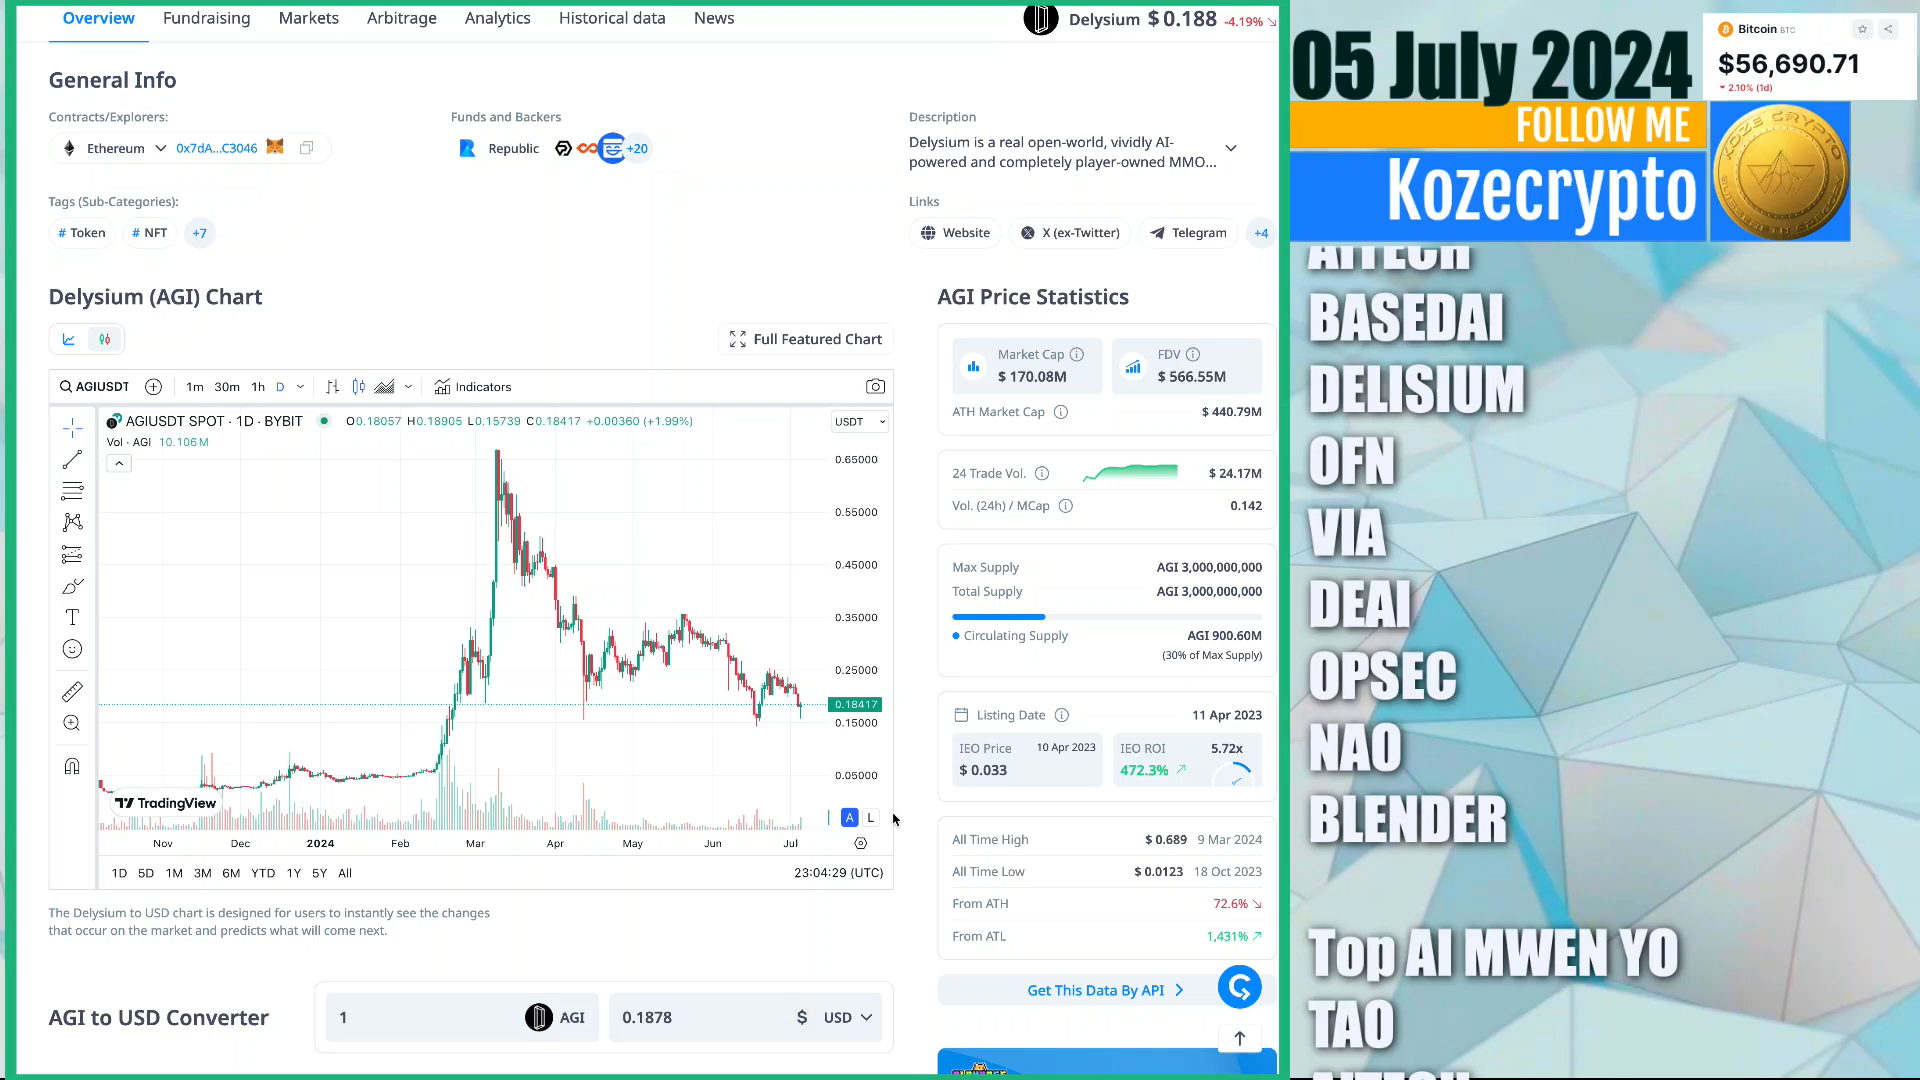 Overview Fundraising Markets Arbitrage Analytics Historical data News
Delysium $ 0.188 -4.19%
General Info
Contracts/Explorers:
Ethereum 0x7dA...C3046
Funds and Backers
Republic +20
Description
Delysium is a real open-world, vividly AI-
powered and completely player-owned MMO...
Tags (Sub-Categories):
# Token # NFT +7
Links
Website X (ex-Twitter) Telegram +4
Delysium (AGI) Chart
Full Featured Chart
AGIUSDT 1m 30m 1h D Indicators
AGIUSDT SPOT · 1D · BYBIT O0.18057 H0.18905 L0.15739 C0.18417 +0.00360 (+1.99%)
USDT
Vol · AGI 10.106M
0.65000
0.55000
0.45000
0.35000
0.25000
0.18417
0.15000
0.05000
TradingView
A L
Nov Dec 2024 Feb Mar Apr May Jun Jul
1D 5D 1M 3M 6M YTD 1Y 5Y All
23:04:29 (UTC)
The Delysium to USD chart is designed for users to instantly see the changes
that occur on the market and predicts what will come next.
AGI to USD Converter
1 AGI
0.1878 $ USD
AGI Price Statistics
Market Cap
$ 170.08M
FDV
$ 566.55M
ATH Market Cap $ 440.79M
24 Trade Vol. $ 24.17M
Vol. (24h) / MCap 0.142
Max Supply AGI 3,000,000,000
Total Supply AGI 3,000,000,000
Circulating Supply AGI 900.60M
(30% of Max Supply)
Listing Date 11 Apr 2023
IEO Price 10 Apr 2023
$ 0.033
IEO ROI 5.72x
472.3%
All Time High $ 0.689 9 Mar 2024
All Time Low $ 0.0123 18 Oct 2023
From ATH 72.6%
From ATL 1,431%
Get This Data By API
05 July 2024
Bitcoin BTC
$56,690.71
2.10% (1d)
FOLLOW ME
Kozecrypto
KOZE CRYPTO
AITECH
BASEDAI
DELISIUM
OFN
VIA
DEAI
OPSEC
NAO
BLENDER
Top AI MWEN YO
TAO
AITECH